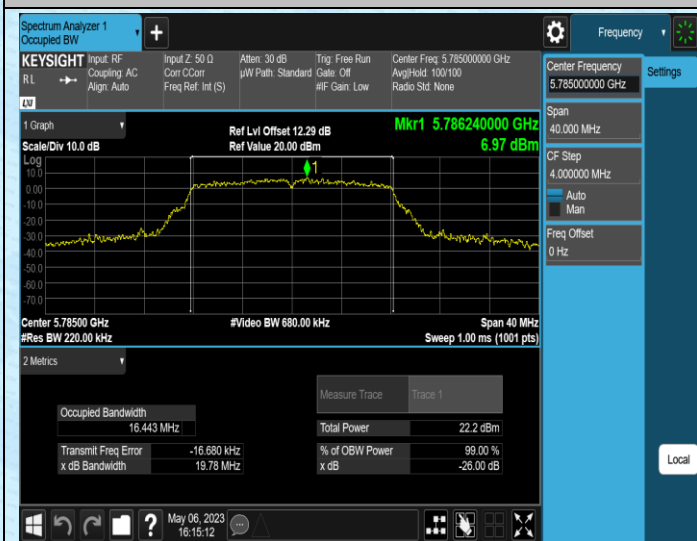 Spectrum Analyzer 1
Occupied BW
Frequency
KEYSIGHT
RL
LXI
Input: RF
Coupling: AC
Align: Auto
Input Z: 50 Ω
Corr CCorr
Freq Ref: Int (S)
Atten: 30 dB
µW Path: Standard
Trig: Free Run
Gate: Off
#IF Gain: Low
Center Freq: 5.785000000 GHz
Avg|Hold: 100/100
Radio Std: None
Center Frequency
5.785000000 GHz
Settings
Span
40.000 MHz
CF Step
4.000000 MHz
Auto
Man
Freq Offset
0 Hz
Local
1 Graph
Scale/Div 10.0 dB
Ref Lvl Offset 12.29 dB
Ref Value 20.00 dBm
Mkr1 5.786240000 GHz
6.97 dBm
Log
10.0
0.00
-10.0
-20.0
-30.0
-40.0
-50.0
-60.0
-70.0
1
Center 5.78500 GHz
#Res BW 220.00 kHz
#Video BW 680.00 kHz
Span 40 MHz
Sweep 1.00 ms (1001 pts)
2 Metrics
Measure Trace
Trace 1
Occupied Bandwidth
16.443 MHz
Total Power
22.2 dBm
Transmit Freq Error
-16.680 kHz
% of OBW Power
99.00 %
x dB Bandwidth
19.78 MHz
x dB
-26.00 dB
?
May 06, 2023
16:15:12